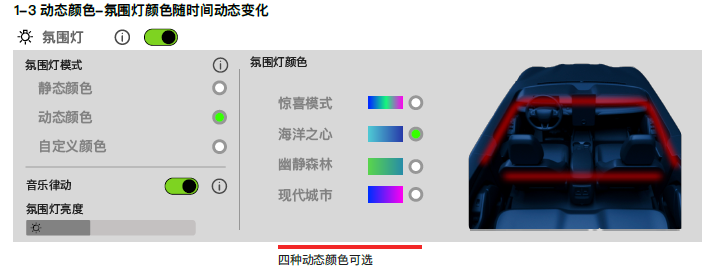 1-3 动态颜色-氛围灯颜色随时间动态变化
氛围灯
氛围灯模式
静态颜色
动态颜色
自定义颜色
音乐律动
氛围灯亮度
氛围灯颜色
惊喜模式
海洋之心
幽静森林
现代城市
四种动态颜色可选